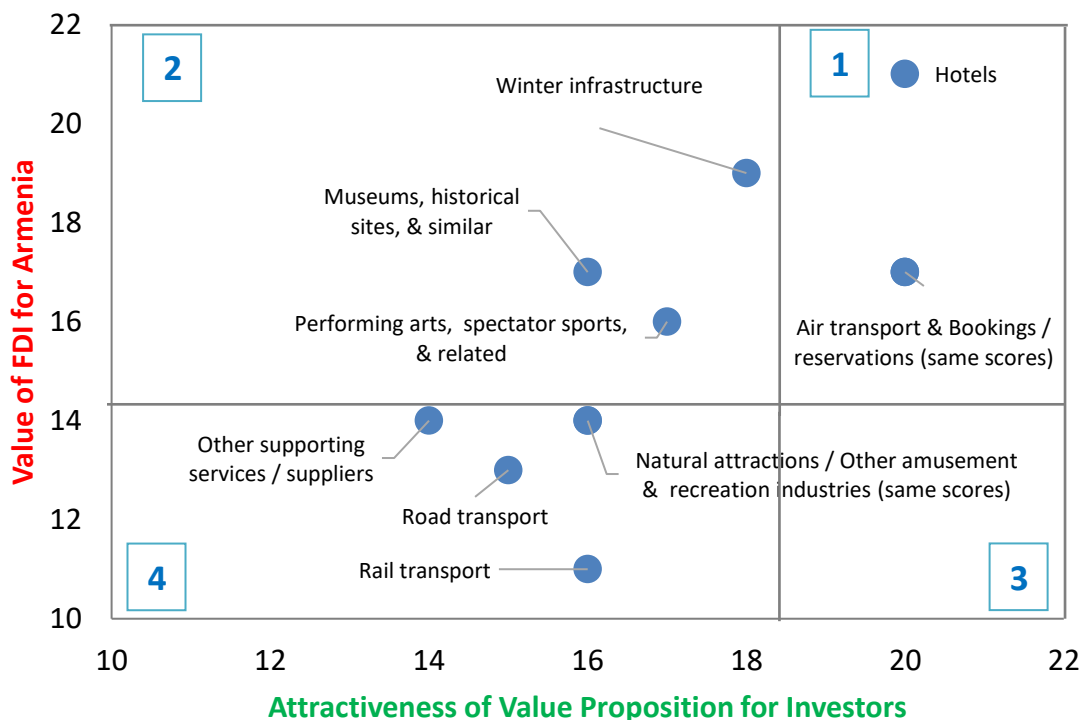 22
20
18
16
14
12
10
Value of FDI for Armenia
2
1
Hotels
Winter infrastructure
Museums, historical
sites, & similar
Performing arts, spectator sports,
& related
Air transport & Bookings /
reservations (same scores)
Other supporting
services / suppliers
Natural attractions / Other amusement
& recreation industries (same scores)
Road transport
Rail transport
4
3
10 12 14 16 18 20 22
Attractiveness of Value Proposition for Investors